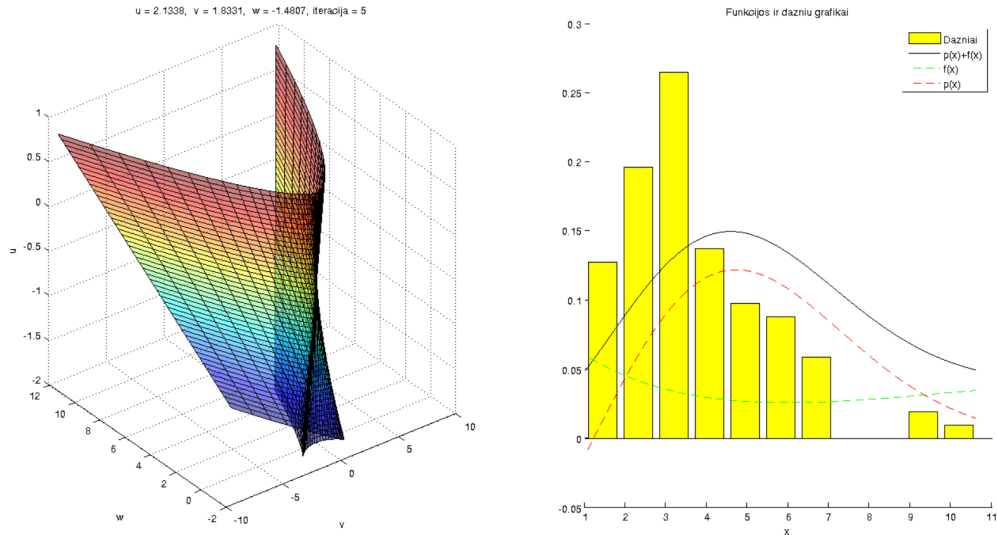 u = 2.1338, v = 1.8331, w = -1.4807, iteracija = 5
1
0.5
0
-0.5
-1
-1.5
-2
u
12
10
8
6
4
2
0
-2
w
-10
-5
0
5
10
v
Funkcijos ir dazniu grafikai
0.3
0.25
0.2
0.15
0.1
0.05
0
-0.05
Dazniai
p(x)+f(x)
f(x)
p(x)
1 2 3 4 5 6 7 8 9 10 11
x